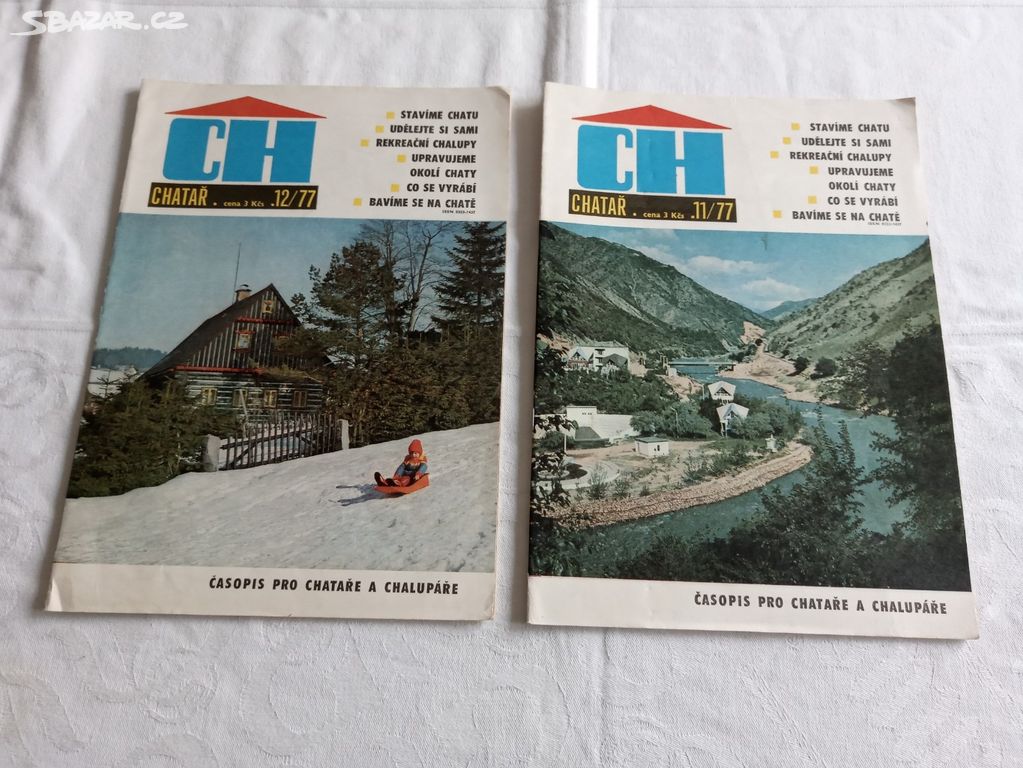 SBAZAR.CZ
CH
CHATAŘ. cena 3 Kčs .12/77
STAVÍME CHATU
UDĚLEJTE SI SAMI
REKREAČNÍ CHALUPY
UPRAVUJEME
OKOLÍ CHATY
CO SE VYRÁBÍ
BAVÍME SE NA CHATĚ
ČASOPIS PRO CHATAŘE A CHALUPÁŘE
CH
CHATAŘ. cena 3 Kčs .11/77
STAVÍME CHATU
UDĚLEJTE SI SAMI
REKREAČNÍ CHALUPY
UPRAVUJEME
OKOLÍ CHATY
CO SE VYRÁBÍ
BAVÍME SE NA CHATĚ
ČASOPIS PRO CHATAŘE A CHALUPÁŘE